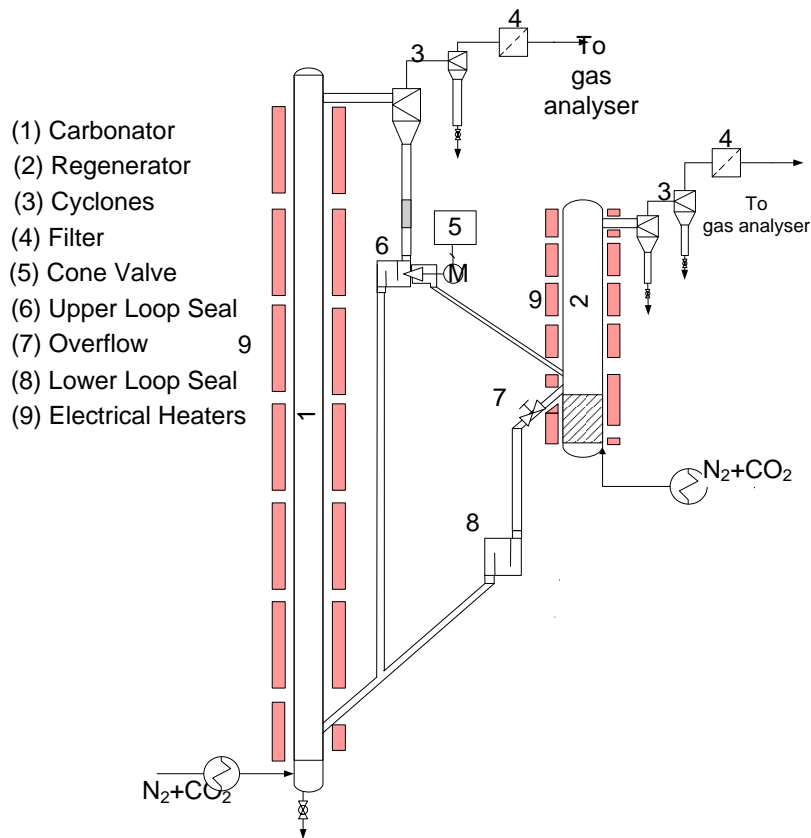 4
3
To
gas
analyser
(1) Carbonator
(2) Regenerator
(3) Cyclones
(4) Filter
(5) Cone Valve
(6) Upper Loop Seal
(7) Overflow
(8) Lower Loop Seal
(9) Electrical Heaters
4
3
To
gas analyser
5
6
M
9
2
9
1
7
N₂+CO₂
8
N₂+CO₂